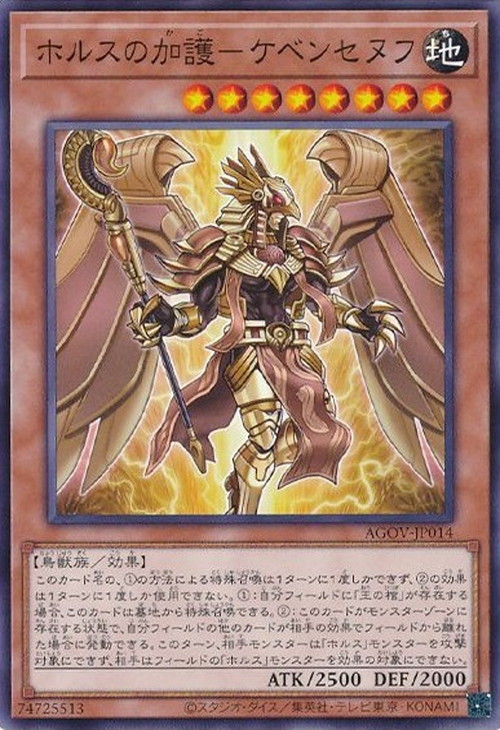 ホルスの加護－ケベンセヌフ
地
AGOV-JP014
【鳥獣族／効果】
このカード名の、①の方法による特殊召喚は1ターンに1度しかできず、②の効果
は1ターンに1度しか使用できない。①：自分フィールドに「王の棺」が存在する
場合、このカードは墓地から特殊召喚できる。②：このカードがモンスターゾーンに
存在する状態で、自分フィールドの他のカードが相手の効果でフィールドから離れ
た場合に発動できる。このターン、相手モンスターは「ホルス」モンスターを攻撃
対象にできず、相手はフィールドの「ホルス」モンスターを効果の対象にできない。
ATK/2500 DEF/2000
74725513
©スタジオ・ダイス／集英社・テレビ東京・KONAMI